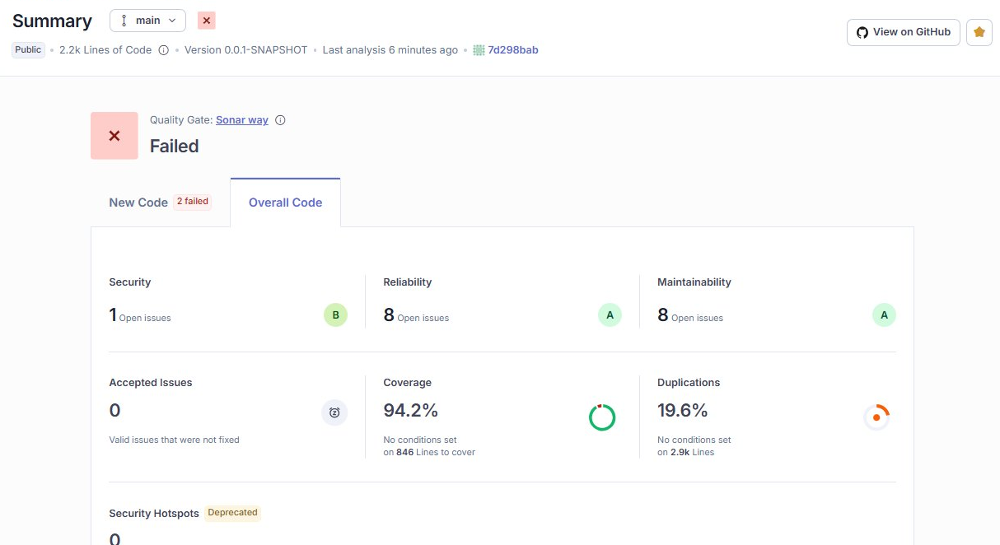 Summary main
View on GitHub
Public • 2.2k Lines of Code • Version 0.0.1-SNAPSHOT • Last analysis 6 minutes ago • 7d298bab
Quality Gate: Sonar way
Failed
New Code 2 failed Overall Code
Security Reliability Maintainability
1 Open issues B 8 Open issues A 8 Open issues A
Accepted Issues Coverage Duplications
0 94.2% 19.6%
Valid issues that were not fixed No conditions set No conditions set
on 846 Lines to cover on 2.9k Lines
Security Hotspots Deprecated
0